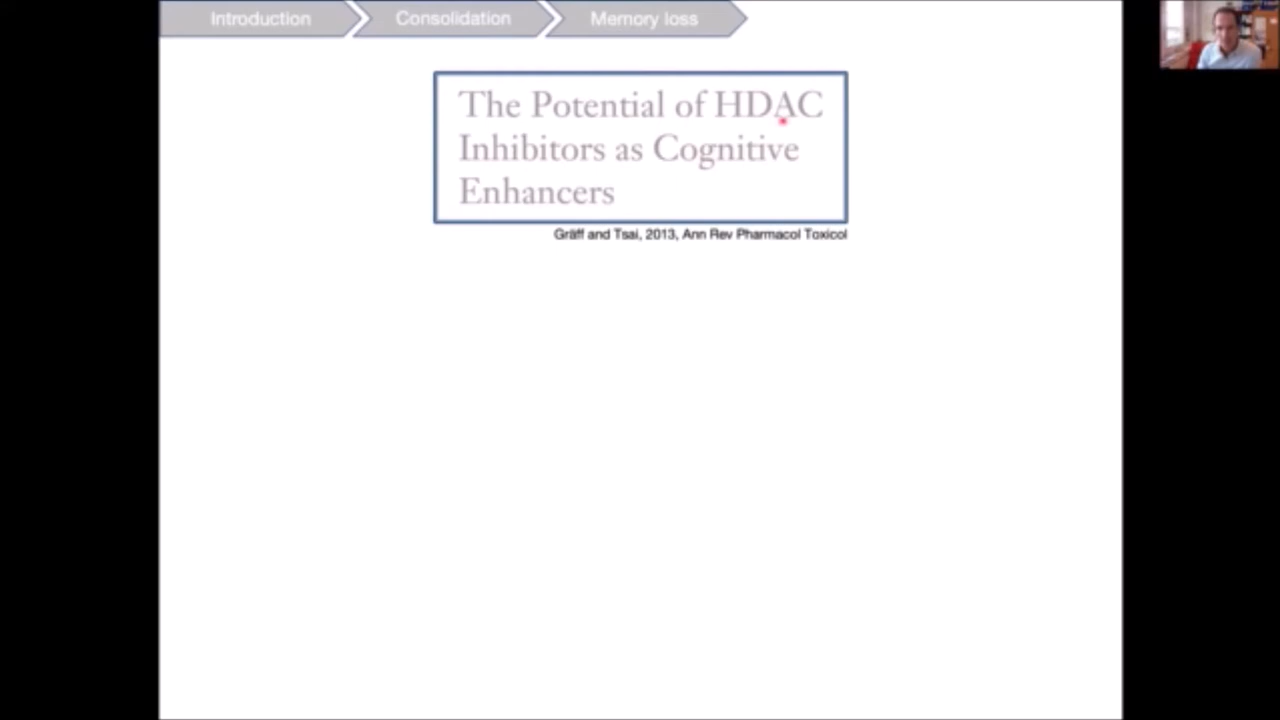 Introduction
Consolidation
Memory loss
The Potential of HDAC
Inhibitors as Cognitive
Enhancers
Gräff and Tsai, 2013, Ann Rev Pharmacol Toxicol